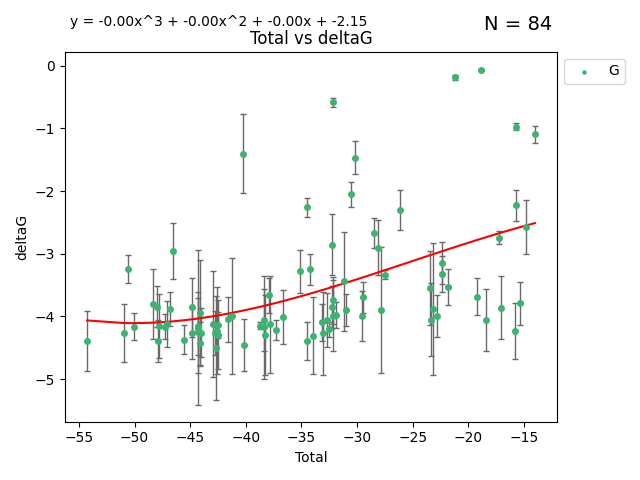 y = -0.00x^3 + -0.00x^2 + -0.00x + -2.15
N = 84
Total vs deltaG
G
deltaG
0
−1
−2
−3
−4
−5
−55 −50 −45 −40 −35 −30 −25 −20 −15
Total